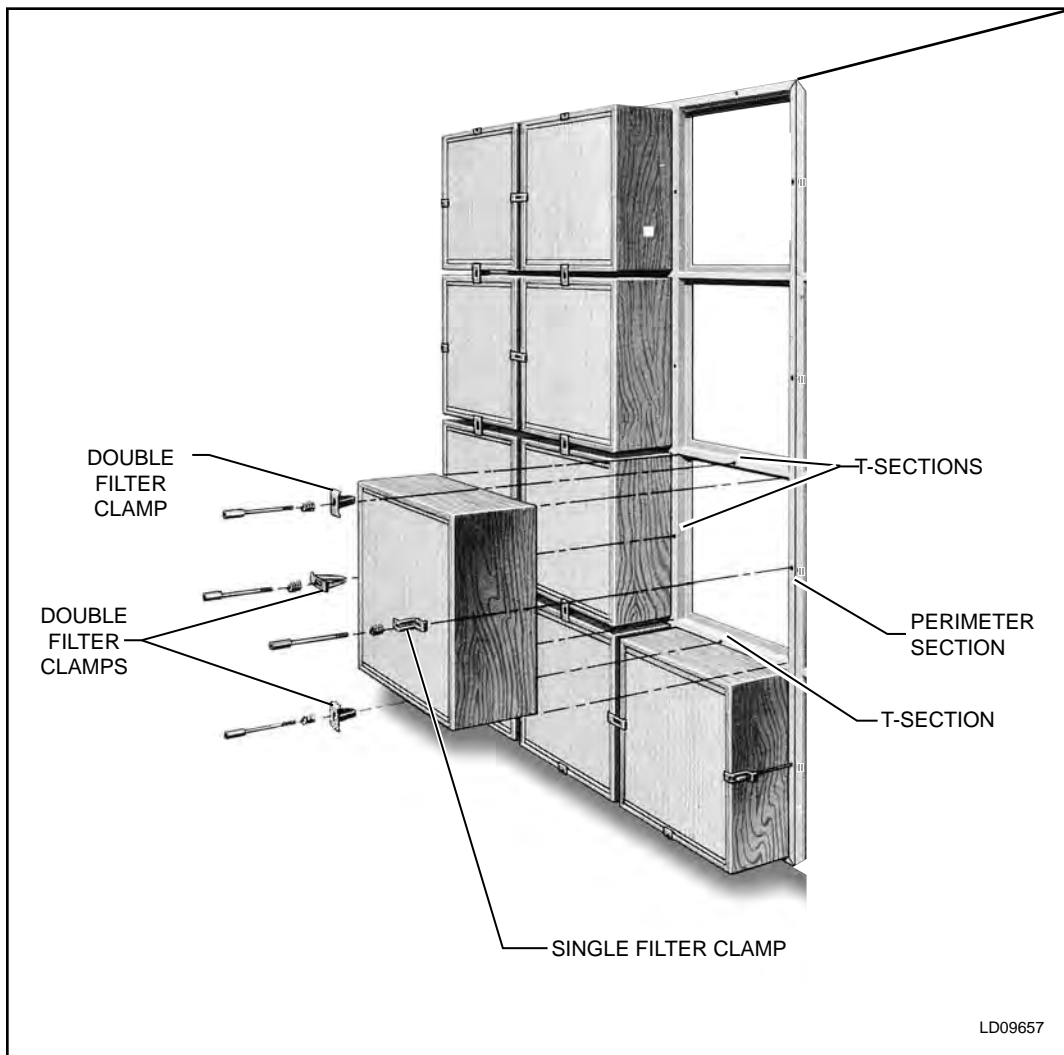 DOUBLE
FILTER
CLAMP
T-SECTIONS
DOUBLE
FILTER
CLAMPS
PERIMETER
SECTION
T-SECTION
SINGLE FILTER CLAMP
LD09657